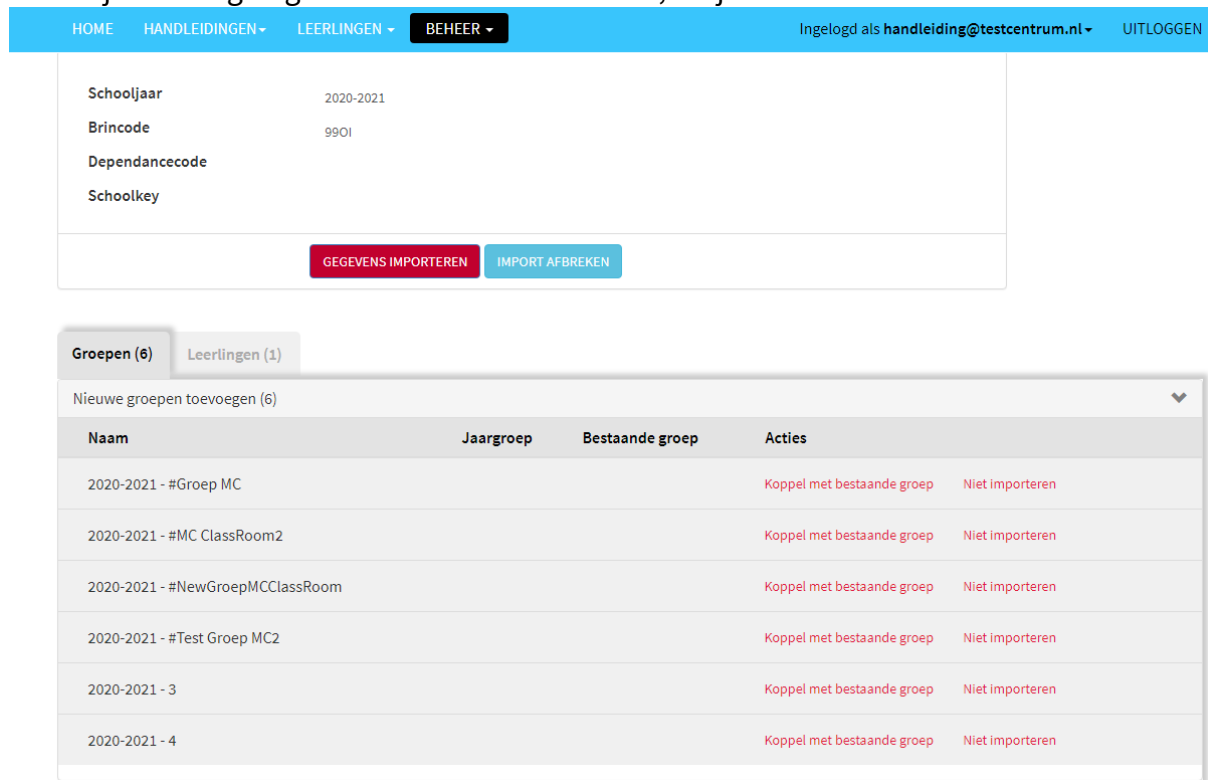 HOME HANDLEIDINGEN LEERLINGEN BEHEER Ingelogd als handleiding@testcentrum.nl UITLOGGEN
Schooljaar 2020-2021
Brincode 99OI
Dependancecode
Schoolkey
GEGEVENS IMPORTEREN IMPORT AFBREKEN
Groepen (6) Leerlingen (1)
Nieuwe groepen toevoegen (6)
Naam Jaargroep Bestaande groep Acties
2020-2021 - #Groep MC Koppel met bestaande groep Niet importeren
2020-2021 - #MC ClassRoom2 Koppel met bestaande groep Niet importeren
2020-2021 - #NewGroepMCClassRoom Koppel met bestaande groep Niet importeren
2020-2021 - #Test Groep MC2 Koppel met bestaande groep Niet importeren
2020-2021 - 3 Koppel met bestaande groep Niet importeren
2020-2021 - 4 Koppel met bestaande groep Niet importeren